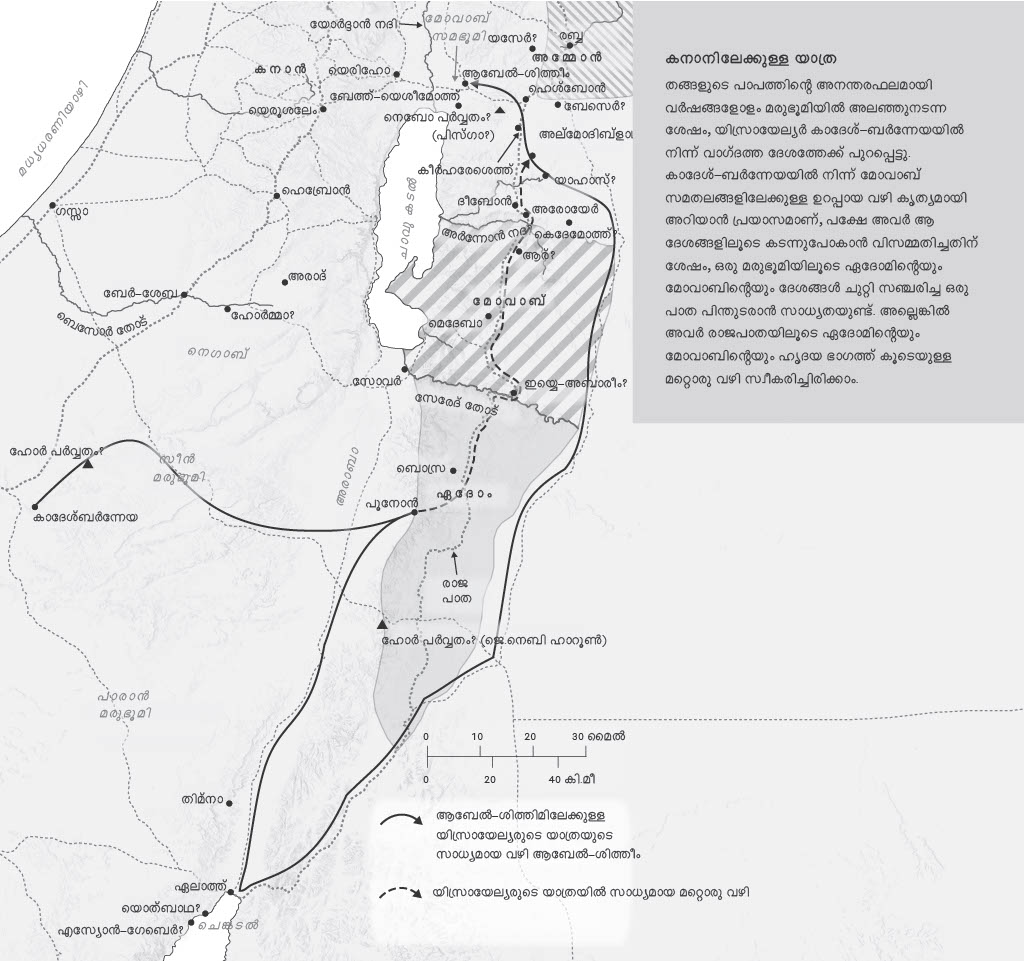 കനാനിലേക്കുള്ള യാത്ര
തങ്ങളുടെ പാപത്തിന്റെ അനന്തരഫലമായി
വർഷങ്ങളോളം മരുഭൂമിയിൽ അലഞ്ഞുനടന്ന
ശേഷം, യിസ്രായേല്യർ കാദേശ്-ബർന്നേയയിൽ
നിന്ന് വാഗ്ദത്ത ദേശത്തേക്ക് പുറപ്പെട്ടു.
കാദേശ്-ബർന്നേയയിൽ നിന്ന് മോവാബ്
സമതലങ്ങളിലേക്കുള്ള ഉറപ്പായ വഴി കൃത്യമായി
അറിയാൻ പ്രയാസമാണ്, പക്ഷേ അവർ ആ
ദേശങ്ങളിലൂടെ കടന്നുപോകാൻ വിസമ്മതിച്ചതിന്
ശേഷം, ഒരു മരുഭൂമിയിലൂടെ ഏദോമിന്റെയും
മോവാബിന്റെയും ദേശങ്ങൾ ചുറ്റി സഞ്ചരിച്ച ഒരു
പാത പിന്തുടരാൻ സാധ്യതയുണ്ട്. അല്ലെങ്കിൽ
അവർ രാജപാതയിലൂടെ ഏദോമിന്റെയും
മോവാബിന്റെയും ഹൃദയ ഭാഗത്ത് കൂടെയുള്ള
മറ്റൊരു വഴി സ്വീകരിച്ചിരിക്കാം.
യോർദ്ദാൻ നദി
മോവാബ്
സമഭൂമി
യസേർ?
രബ്ബ
അമ്മോൻ
കനാൻ
യെരിഹോ
ആബേൽ-ശിത്തീം
ഹെശ്ബോൻ
ബേത്ത്-യെശീമോത്ത്
ബേസെർ?
യെരൂശലേം
നെബോ പർവ്വതം?
(പിസ്ഗാ?)
അല്മോദിബ്ളാ
മധ്യധരണിയാഴി
കീർഹരേശെത്ത്
യാഹാസ്?
ഹെബ്രോൻ
ഗസ്സാ
ദീബോൻ
അരോയേർ
ചാവു കടൽ
അർന്നോൻ നദി
കെദേമോത്ത്?
ആർ?
അരാദ്
ബേർ-ശേബ
ഹോർമ്മാ?
മോവാബ്
ബെസോർ തോട്
മെദേബാ
നെഗാബ്
സോവർ
ഇയ്യെ-അബാരീം?
സേരേദ് തോട്
ഹോർ പർവ്വതം?
സീൻ
മരുഭൂമി
അരാബാ
ബൊസ്ര
ഏദോം
പൂനോൻ
കാദേശ്ബർന്നേയ
രാജ
പാത
ഹോർ പർവ്വതം? (ജെ.നെബി ഹാറൂൺ)
പാരാൻ
മരുഭൂമി
0 10 20 30 മൈൽ
0 20 40 കി.മീ
തിമ്നാ
ആബേൽ-ശിത്തിമിലേക്കുള്ള
യിസ്രായേല്യരുടെ യാത്രയുടെ
സാധ്യമായ വഴി ആബേൽ-ശിത്തീം
യിസ്രായേല്യരുടെ യാത്രയിൽ സാധ്യമായ മറ്റൊരു വഴി
ഏലാത്ത്
യൊത്ബാഥ?
എസ്യോൻ-ഗേബെർ?
ചെങ്കടൽ